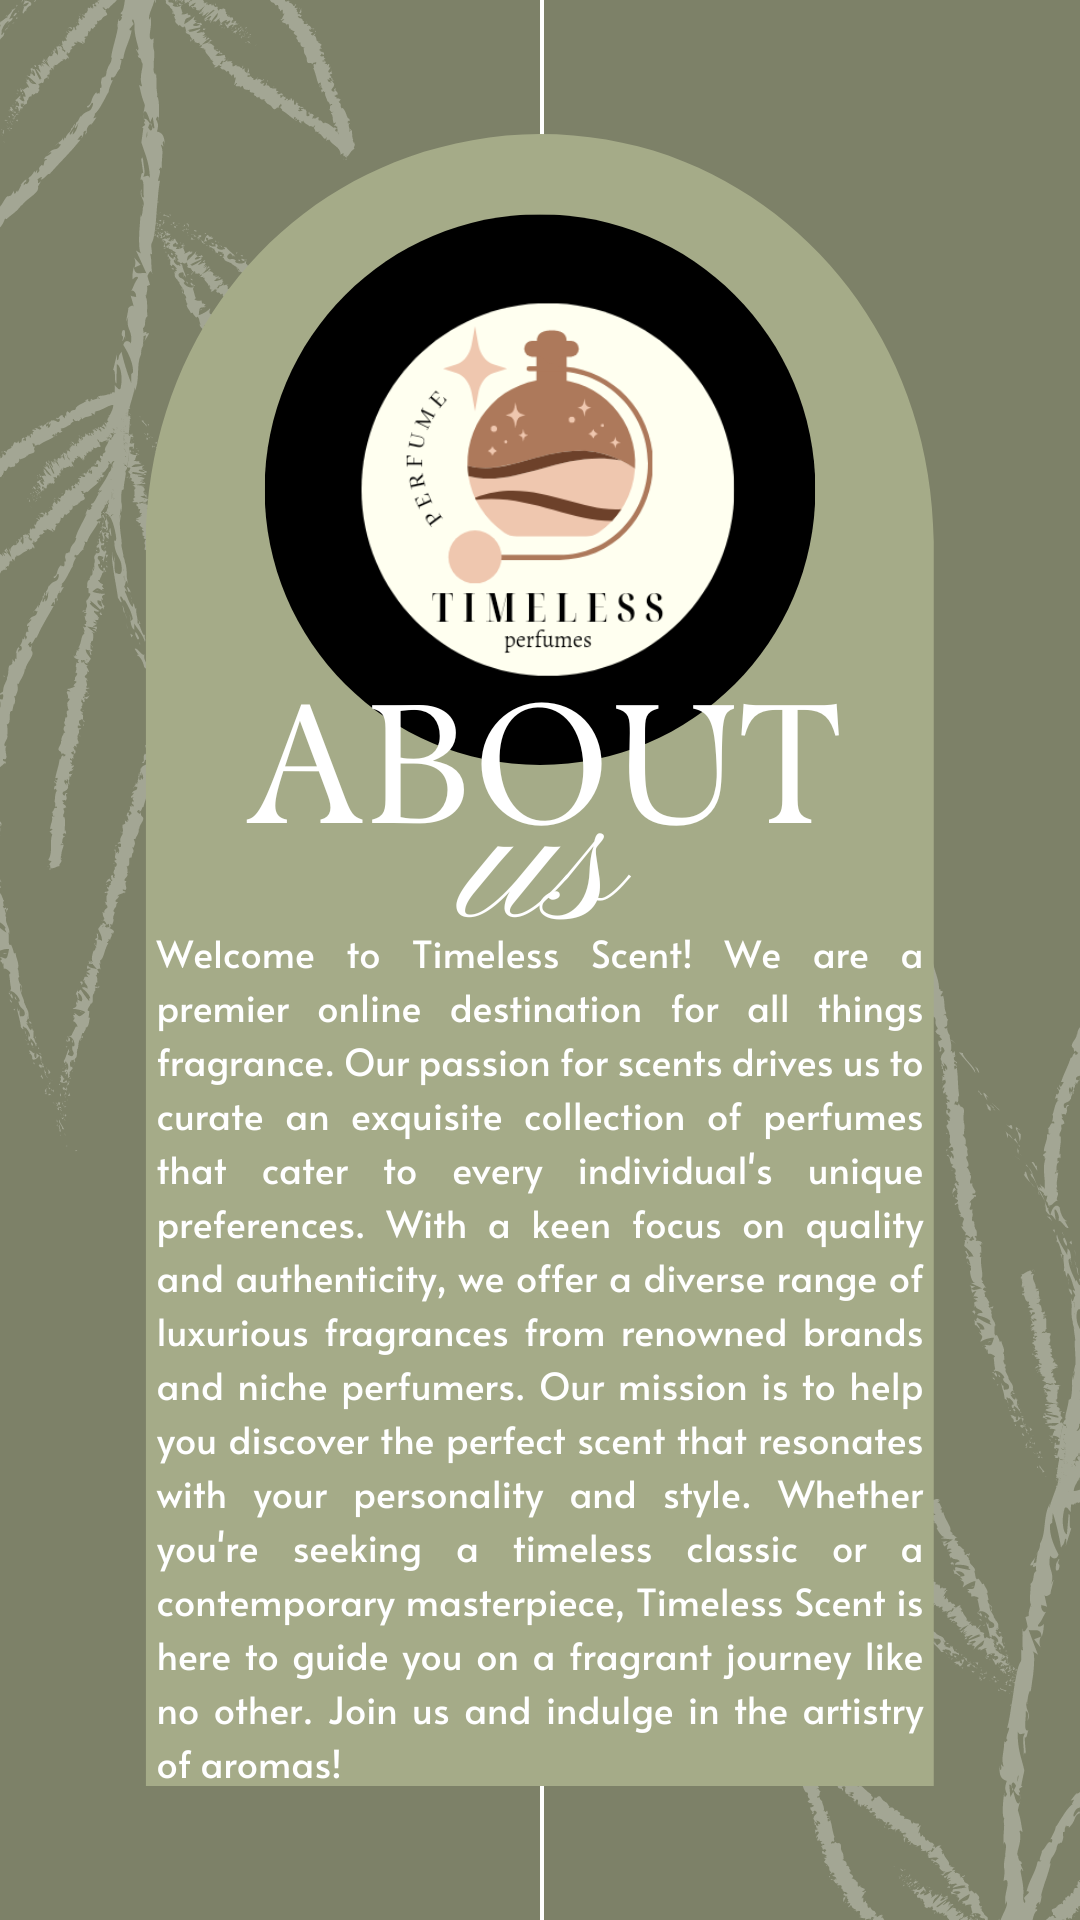 PERFUME
TIMELESS
perfumes
ABOUT
us
Welcome to Timeless Scent! We are a
premier online destination for all things
fragrance. Our passion for scents drives us to
curate an exquisite collection of perfumes
that cater to every individual's unique
preferences. With a keen focus on quality
and authenticity, we offer a diverse range of
luxurious fragrances from renowned brands
and niche perfumers. Our mission is to help
you discover the perfect scent that resonates
with your personality and style. Whether
you're seeking a timeless classic or a
contemporary masterpiece, Timeless Scent is
here to guide you on a fragrant journey like
no other. Join us and indulge in the artistry
of aromas!